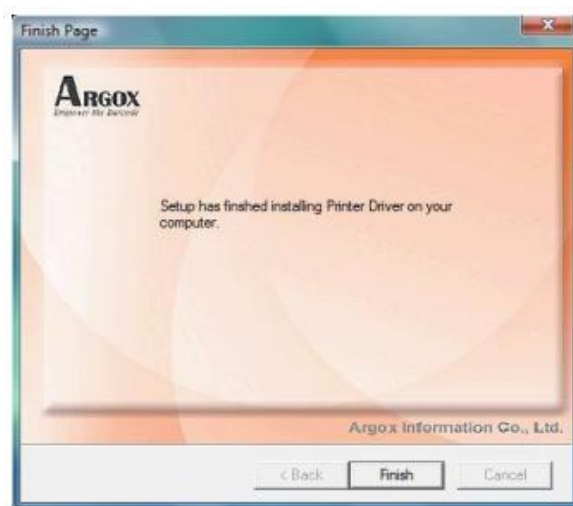 Finish Page
ARGOX
Empower the Barcode
Setup has finshed installing Printer Driver on your
computer.
Argox Information Co., Ltd.
< Back
Finish
Cancel